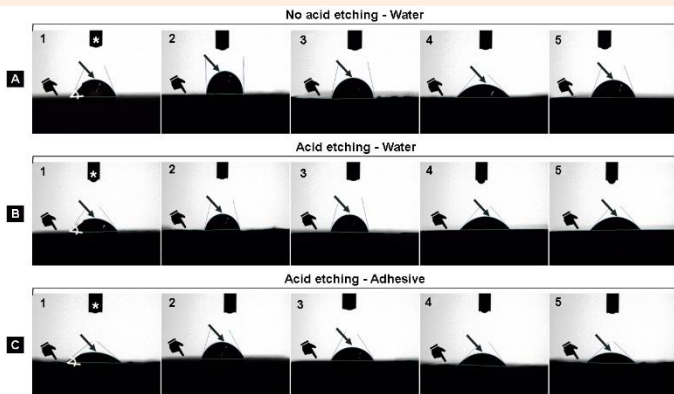 No acid etching - Water
1 * 2 3 4 5
A
Acid etching - Water
1 * 2 3 4 5
B
Acid etching - Adhesive
1 * 2 3 4 5
C